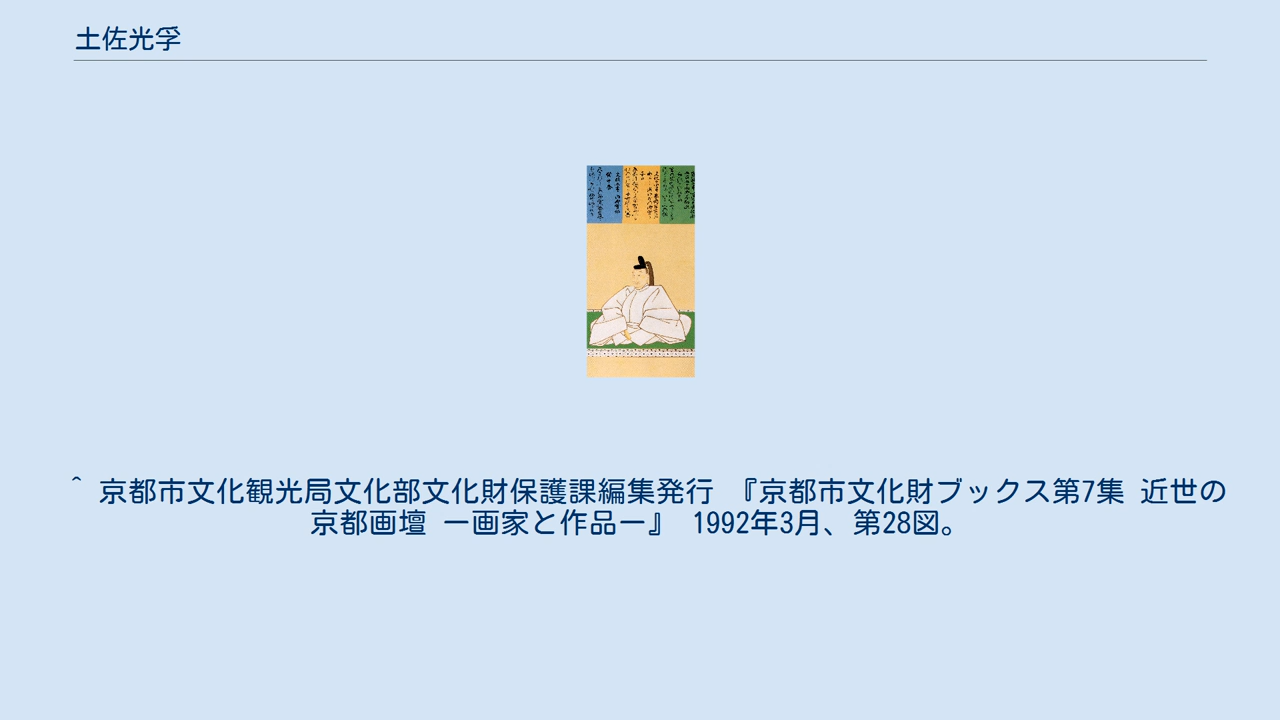 土佐光孚
^ 京都市文化観光局文化部文化財保護課編集発行 『京都市文化財ブックス第7集 近世の
京都画壇 ー画家と作品ー』 1992年3月、第28図。